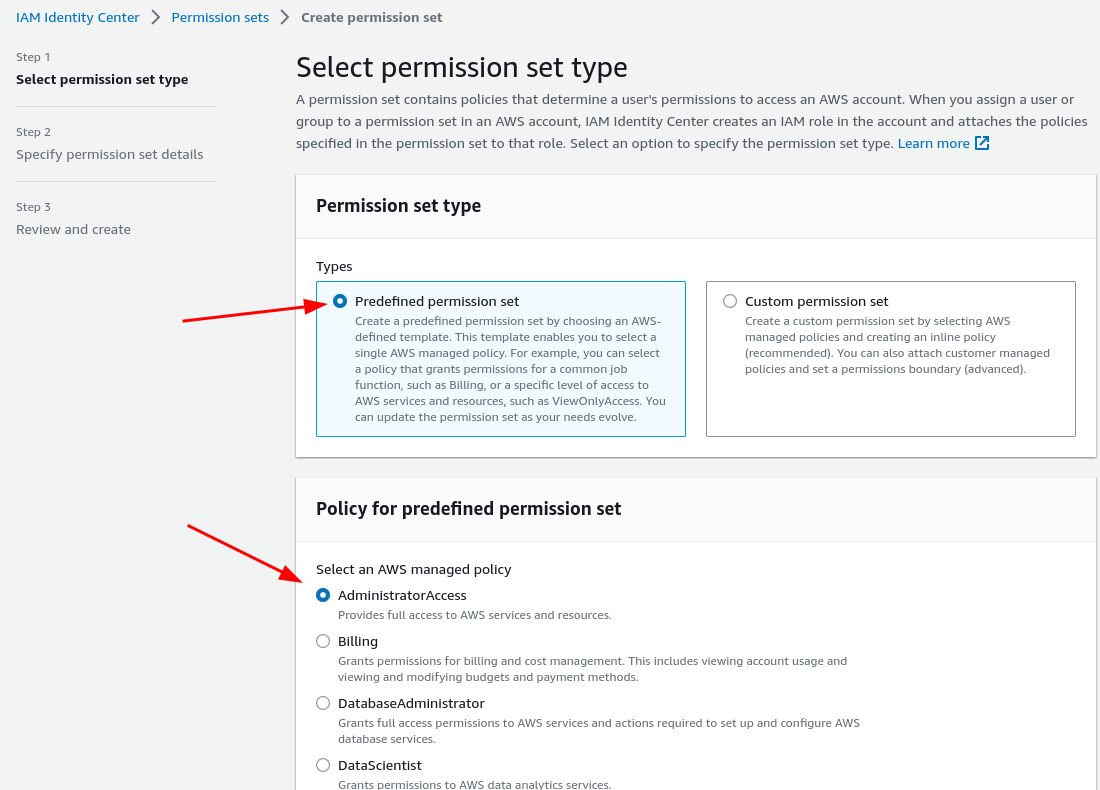 IAM Identity Center > Permission sets > Create permission set
Step 1
Select permission set type
Step 2
Specify permission set details
Step 3
Review and create
Select permission set type
A permission set contains policies that determine a user's permissions to access an AWS account. When you assign a user or
group to a permission set in an AWS account, IAM Identity Center creates an IAM role in the account and attaches the policies
specified in the permission set to that role. Select an option to specify the permission set type. Learn more
Permission set type
Types
Predefined permission set
Create a predefined permission set by choosing an AWS-
defined template. This template enables you to select a
single AWS managed policy. For example, you can select
a policy that grants permissions for a common job
function, such as Billing, or a specific level of access to
AWS services and resources, such as ViewOnlyAccess. You
can update the permission set as your needs evolve.
Custom permission set
Create a custom permission set by selecting AWS
managed policies and creating an inline policy
(recommended). You can also attach customer managed
policies and set a permissions boundary (advanced).
Policy for predefined permission set
Select an AWS managed policy
AdministratorAccess
Provides full access to AWS services and resources.
Billing
Grants permissions for billing and cost management. This includes viewing account usage and
viewing and modifying budgets and payment methods.
DatabaseAdministrator
Grants full access permissions to AWS services and actions required to set up and configure AWS
database services.
DataScientist
Grants permissions to AWS data analytics services.